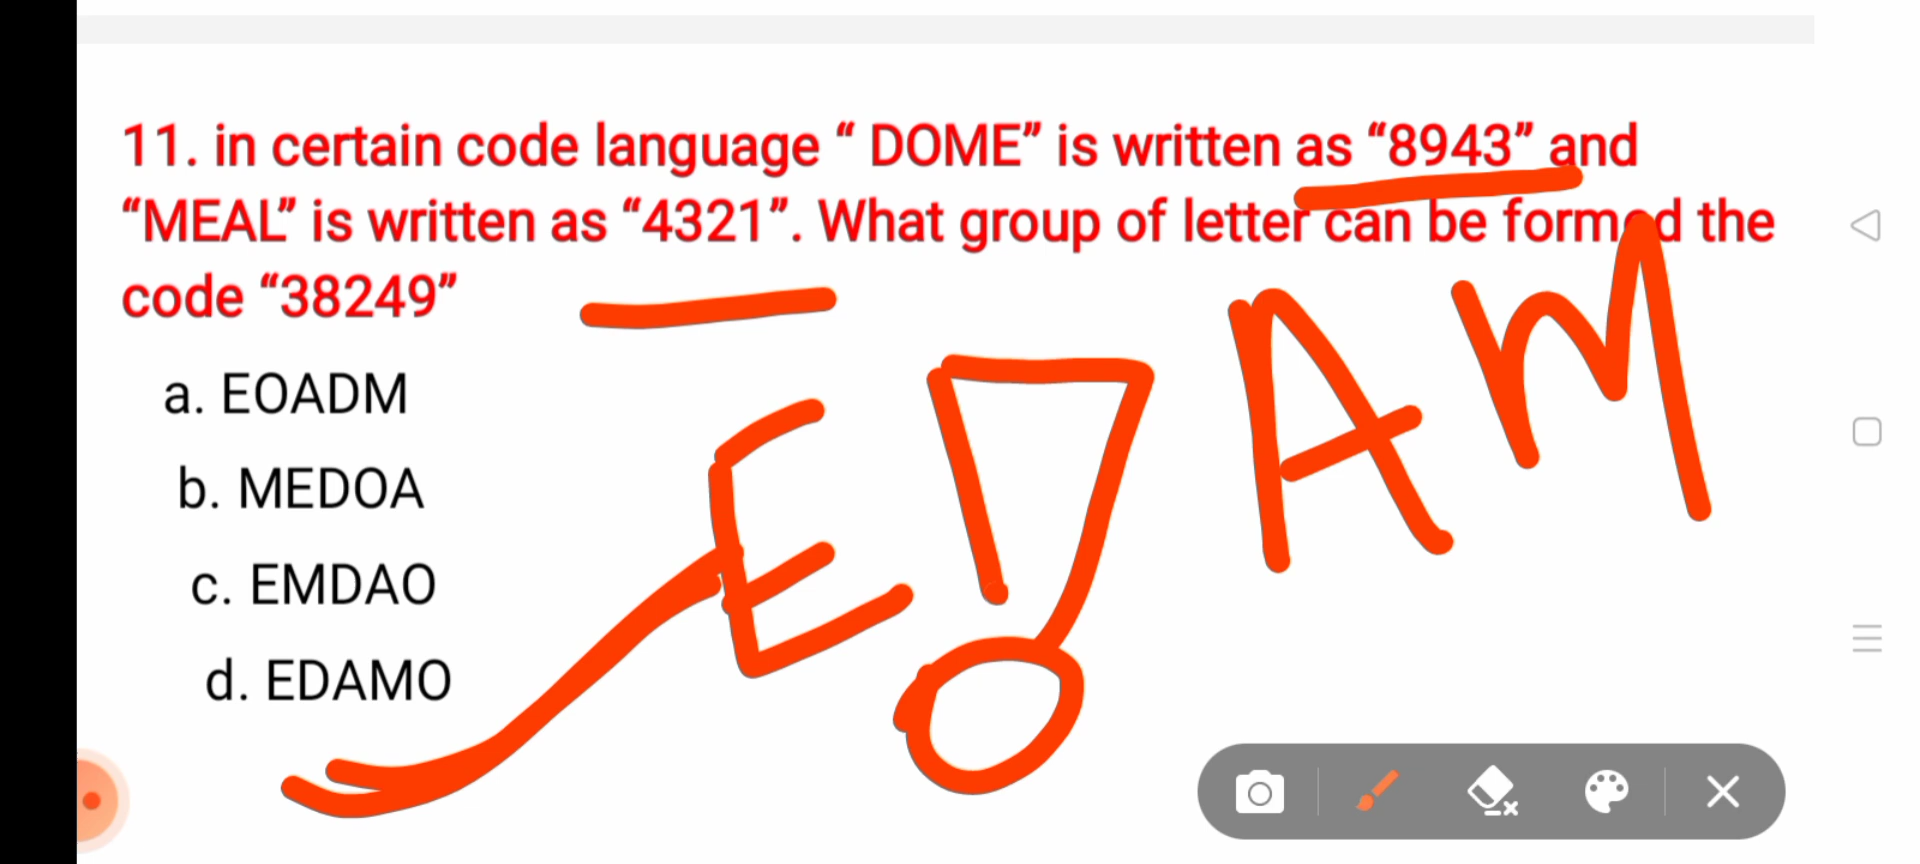 11. in certain code language “ DOME” is written as “8943” and
“MEAL” is written as “4321”. What group of letter can be formed the
code “38249”
a. EOADM
b. MEDOA
c. EMDAO
d. EDAMO
E D A M
O